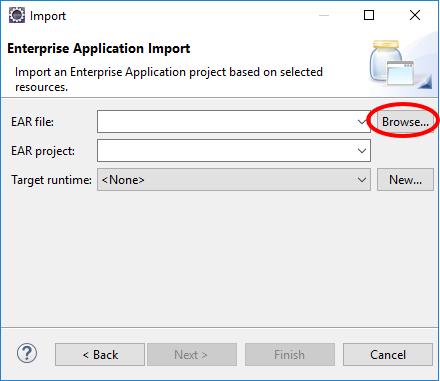 Import
Enterprise Application Import
Import an Enterprise Application project based on selected
resources.
EAR file:
Browse...
EAR project:
Target runtime:
<None>
New...
?
< Back
Next >
Finish
Cancel